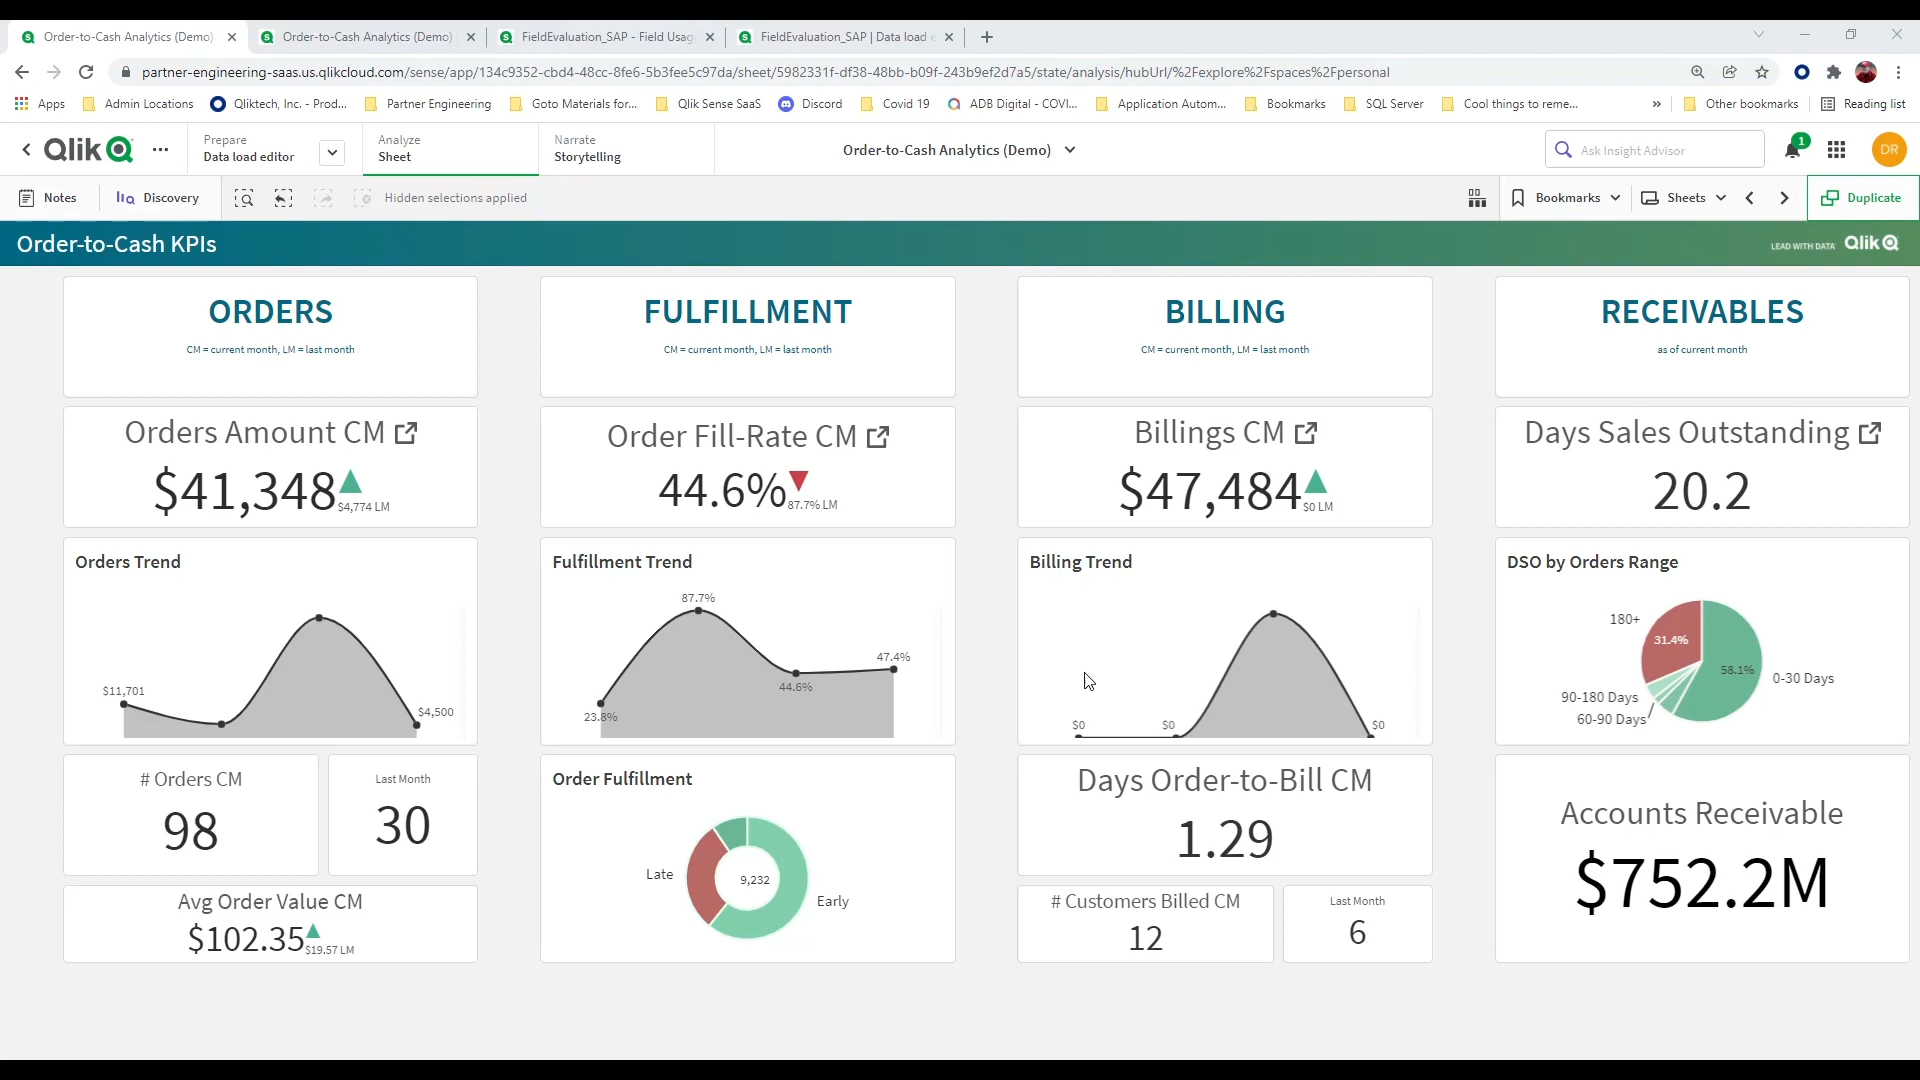 Order-to-Cash Analytics (Demo)
Order-to-Cash Analytics (Demo)
FieldEvaluation_SAP - Field Usag
FieldEvaluation_SAP | Data load e
partner-engineering-saas.us.qlikcloud.com/sense/app/134c9352-cbd4-48cc-8fe6-5b3fee5c97da/sheet/5982331f-df38-48bb-b09f-243b9ef2d7a5/state/analysis/hubUrl/%2Fexplore%2Fspaces%2Fpersonal
Apps Admin Locations Qliktech, Inc. - Prod... Partner Engineering Goto Materials for... Qlik Sense SaaS Discord Covid 19 ADB Digital - COVI... Application Autom... Bookmarks SQL Server Cool things to reme... » Other bookmarks Reading list
Qlik
Prepare
Data load editor
Analyze
Sheet
Narrate
Storytelling
Order-to-Cash Analytics (Demo)
Ask Insight Advisor
1
DR
Notes Discovery Hidden selections applied Bookmarks Sheets Duplicate
Order-to-Cash KPIs
LEAD WITH DATA Qlik
ORDERS
CM = current month, LM = last month
FULFILLMENT
CM = current month, LM = last month
BILLING
CM = current month, LM = last month
RECEIVABLES
as of current month
Orders Amount CM
$41,348
$4,774 LM
Order Fill-Rate CM
44.6%
87.7% LM
Billings CM
$47,484
$0 LM
Days Sales Outstanding
20.2
Orders Trend
$11,701
$4,500
Fulfillment Trend
87.7%
47.4%
44.6%
23.8%
Billing Trend
$0
$0
$0
DSO by Orders Range
180+
31.4%
58.1%
0-30 Days
90-180 Days
60-90 Days
# Orders CM
98
Last Month
30
Avg Order Value CM
$102.35
$19.57 LM
Order Fulfillment
Late
9,232
Early
Days Order-to-Bill CM
1.29
# Customers Billed CM
12
Last Month
6
Accounts Receivable
$752.2M